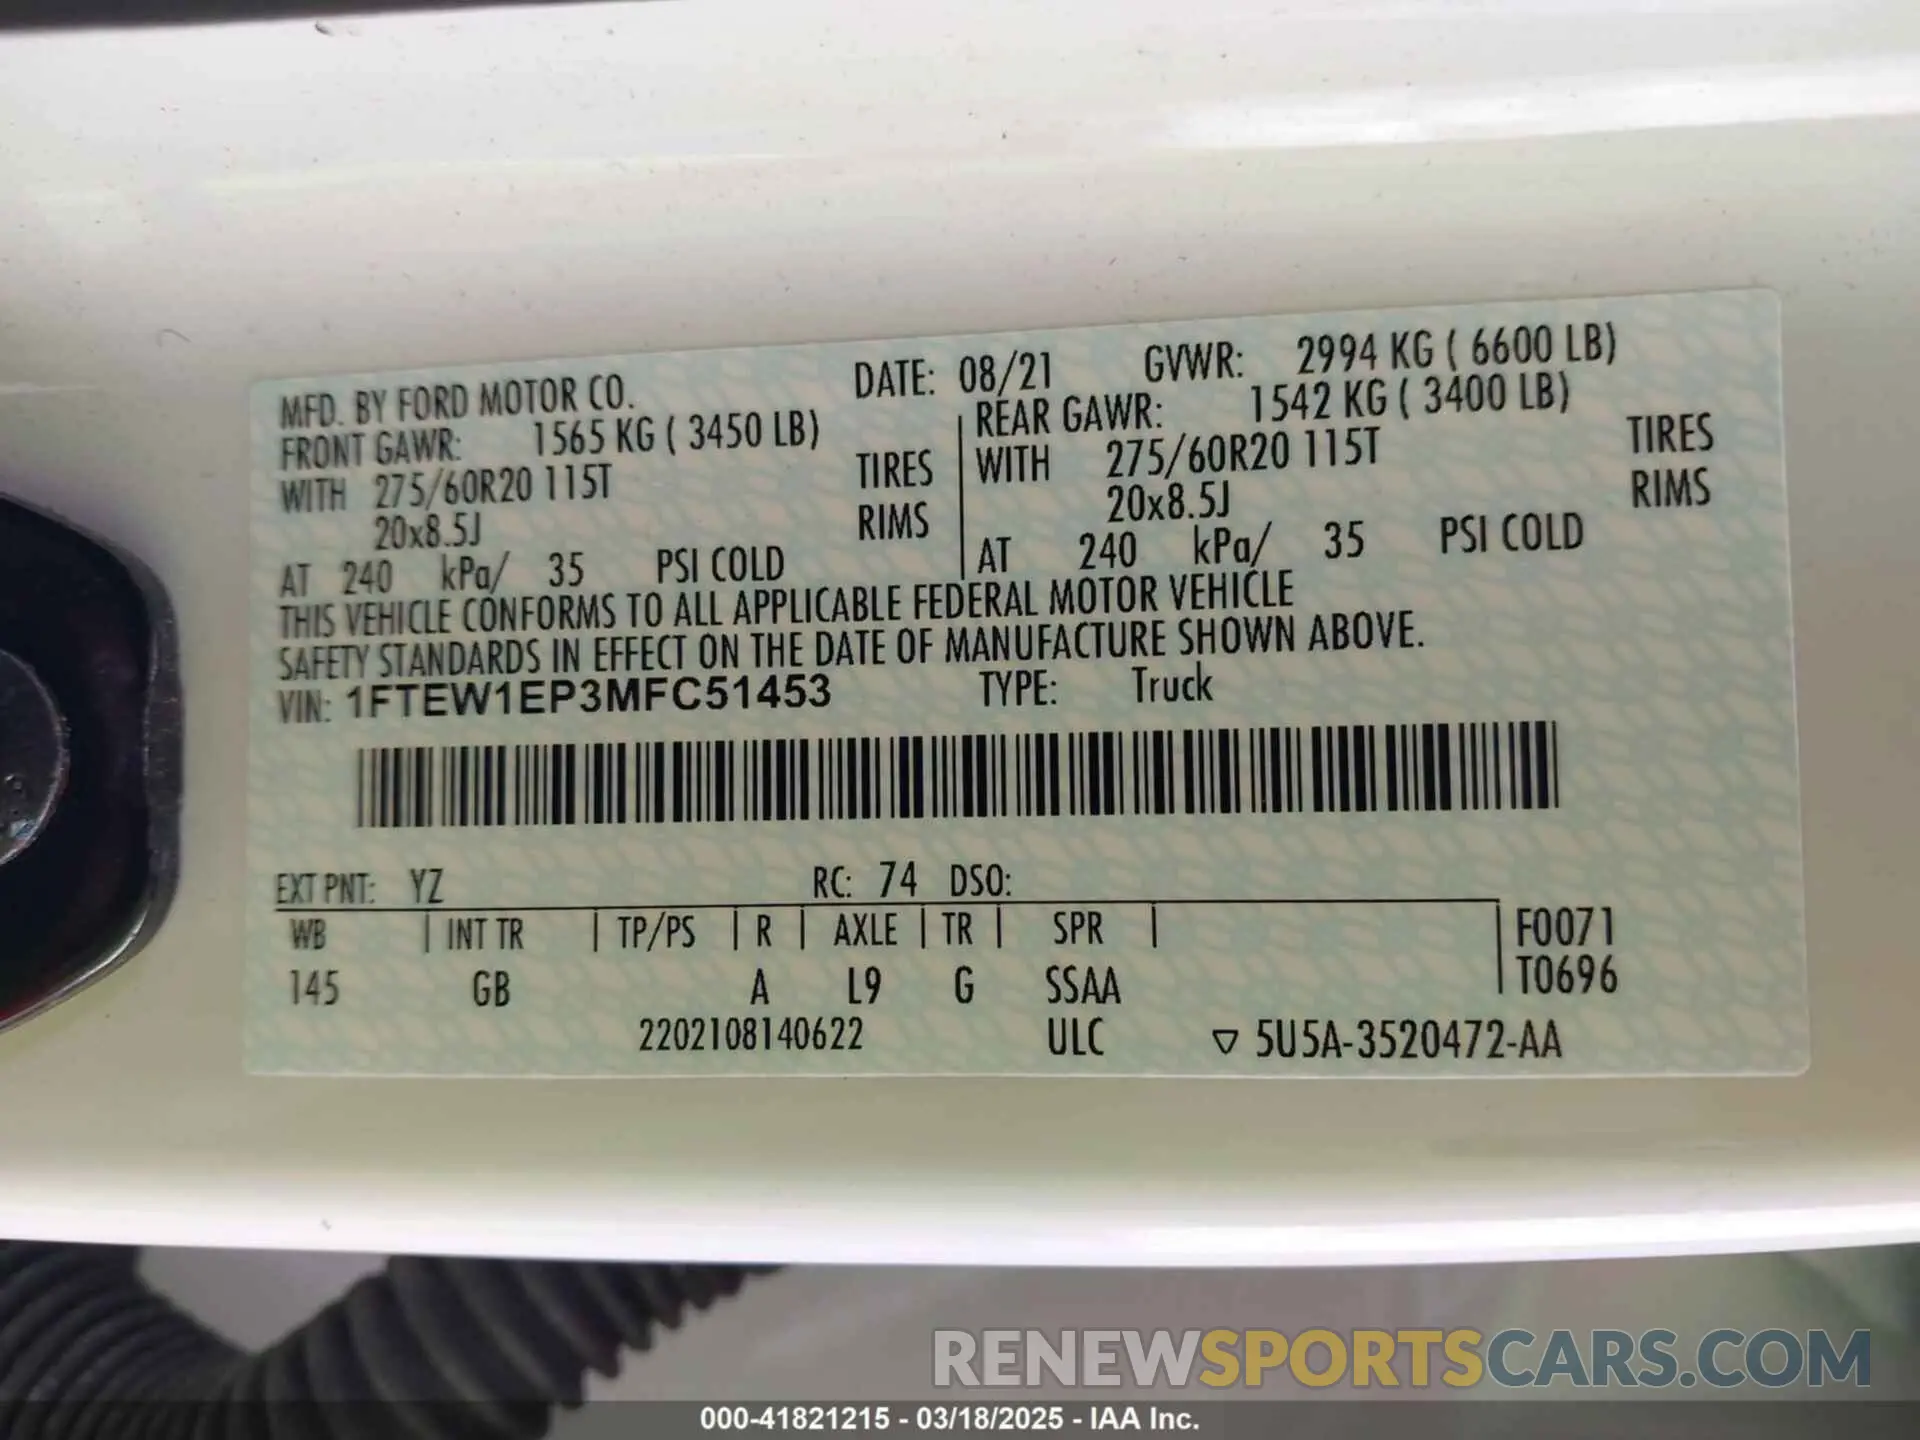 MFD. BY FORD MOTOR CO. DATE: 08/21 GVWR: 2994 KG ( 6600 LB)
FRONT GAWR: 1565 KG ( 3450 LB) REAR GAWR: 1542 KG ( 3400 LB)
WITH 275/60R20 115T TIRES WITH 275/60R20 115T TIRES
20x8.5J RIMS 20x8.5J RIMS
AT 240 kPa/ 35 PSI COLD AT 240 kPa/ 35 PSI COLD
THIS VEHICLE CONFORMS TO ALL APPLICABLE FEDERAL MOTOR VEHICLE
SAFETY STANDARDS IN EFFECT ON THE DATE OF MANUFACTURE SHOWN ABOVE.
VIN: 1FTEW1EP3MFC51453 TYPE: Truck
EXT PNT: YZ RC: 74 DSO:
WB INT TR TP/PS R AXLE TR SPR F0071
145 GB A L9 G SSAA T0696
2202108140622 ULC ▽ 5U5A-3520472-AA
RENEWSPORTSCARS.COM
000-41821215 - 03/18/2025 - IAA Inc.